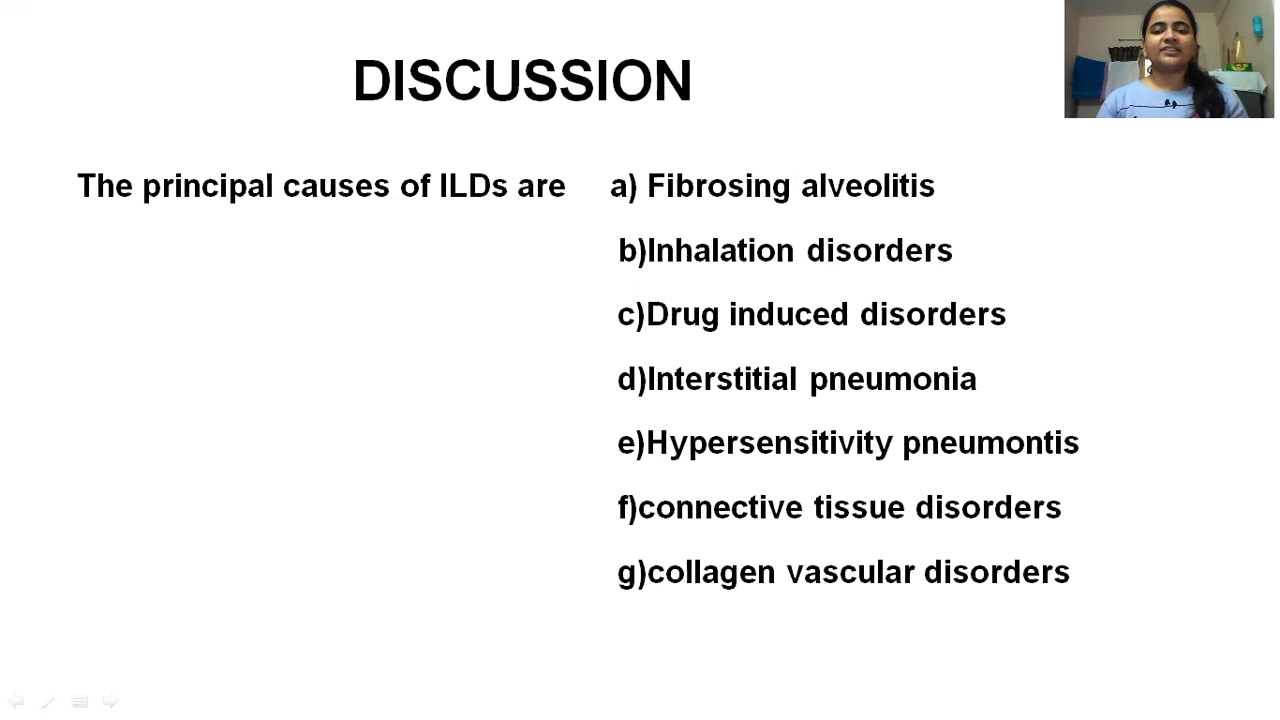 DISCUSSION
The principal causes of ILDs are a) Fibrosing alveolitis
b)Inhalation disorders
c)Drug induced disorders
d)Interstitial pneumonia
e)Hypersensitivity pneumontis
f)connective tissue disorders
g)collagen vascular disorders